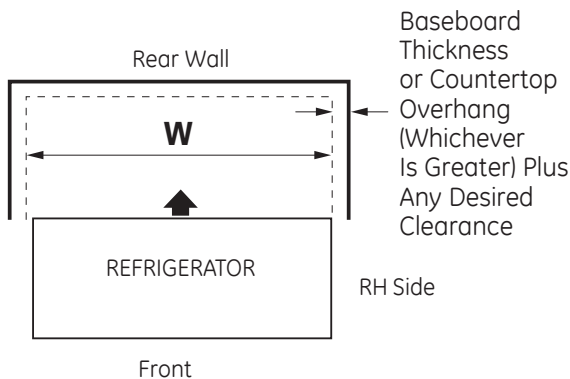 Rear Wall
Baseboard
Thickness
or Countertop
Overhang
(Whichever
Is Greater) Plus
Any Desired
Clearance
W
REFRIGERATOR
RH Side
Front